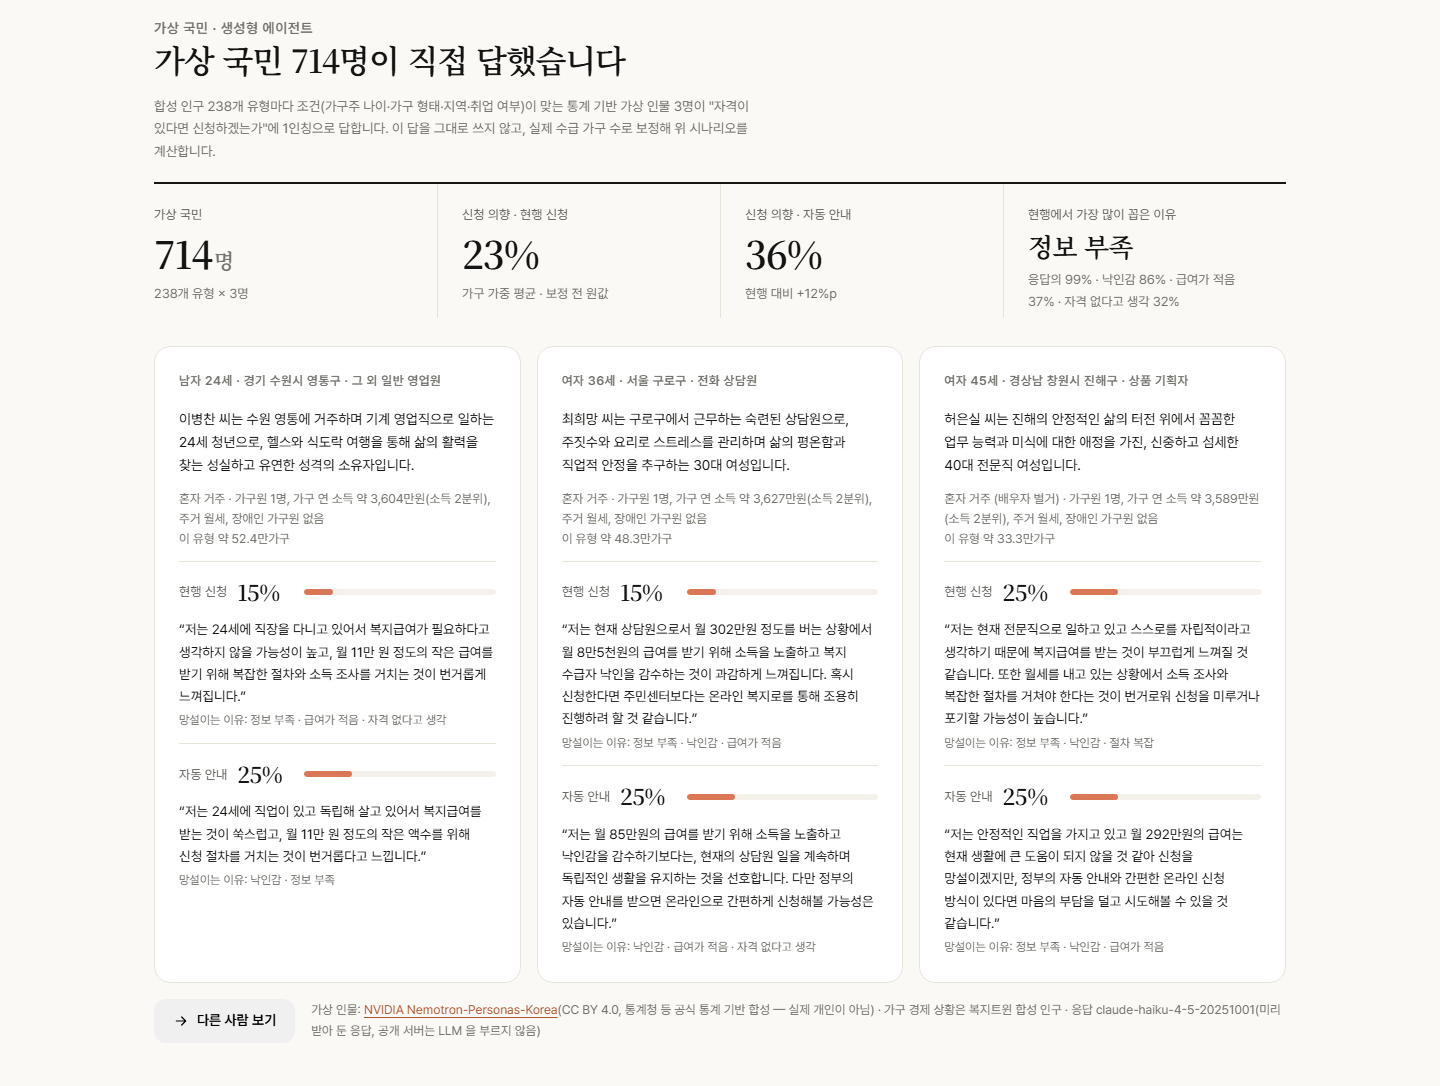 가상 국민 · 생성형 에이전트
가상 국민 714명이 직접 답했습니다
합성 인구 238개 유형마다 조건(가구주 나이·가구 형태·지역·취업 여부)이 맞는 통계 기반 가상 인물 3명이 "자격이
있다면 신청하겠는가"에 1인칭으로 답합니다. 이 답을 그대로 쓰지 않고, 실제 수급 가구 수로 보정해 위 시나리오를
계산합니다.
가상 국민
714명
238개 유형 × 3명
신청 의향 · 현행 신청
23%
가구 가중 평균 · 보정 전 원값
신청 의향 · 자동 안내
36%
현행 대비 +12%p
현행에서 가장 많이 꼽은 이유
정보 부족
응답의 99% · 낙인감 86% · 급여가 적음
37% · 자격 없다고 생각 32%
남자 24세 · 경기 수원시 영통구 · 그 외 일반 영업원
이병찬 씨는 수원 영통에 거주하며 기계 영업직으로 일하는
24세 청년으로, 헬스와 식도락 여행을 통해 삶의 활력을
찾는 성실하고 유연한 성격의 소유자입니다.
혼자 거주 · 가구원 1명, 가구 연 소득 약 3,604만원(소득 2분위),
주거 월세, 장애인 가구원 없음
이 유형 약 52.4만가구
현행 신청 15%
“저는 24세에 직장을 다니고 있어서 복지급여가 필요하다고
생각하지 않을 가능성이 높고, 월 11만 원 정도의 작은 급여를
받기 위해 복잡한 절차와 소득 조사를 거치는 것이 번거롭게
느껴집니다.”
망설이는 이유: 정보 부족 · 급여가 적음 · 자격 없다고 생각
자동 안내 25%
“저는 24세에 직업이 있고 독립해 살고 있어서 복지급여를
받는 것이 쑥스럽고, 월 11만 원 정도의 작은 액수를 위해
신청 절차를 거치는 것이 번거롭다고 느낍니다.”
망설이는 이유: 낙인감 · 정보 부족
여자 36세 · 서울 구로구 · 전화 상담원
최희망 씨는 구로구에서 근무하는 숙련된 상담원으로,
주짓수와 요리로 스트레스를 관리하며 삶의 평온함과
직업적 안정을 추구하는 30대 여성입니다.
혼자 거주 · 가구원 1명, 가구 연 소득 약 3,627만원(소득 2분위),
주거 월세, 장애인 가구원 없음
이 유형 약 48.3만가구
현행 신청 15%
“저는 현재 상담원으로서 월 302만원 정도를 버는 상황에서
월 8만5천원의 급여를 받기 위해 소득을 노출하고 복지
수급자 낙인을 감수하는 것이 과감하게 느껴집니다. 혹시
신청한다면 주민센터보다는 온라인 복지로를 통해 조용히
진행하려 할 것 같습니다.”
망설이는 이유: 정보 부족 · 낙인감 · 급여가 적음
자동 안내 25%
“저는 월 85만원의 급여를 받기 위해 소득을 노출하고
낙인감을 감수하기보다는, 현재의 상담원 일을 계속하며
독립적인 생활을 유지하는 것을 선호합니다. 다만 정부의
자동 안내를 받으면 온라인으로 간편하게 신청해볼 가능성은
있습니다.”
망설이는 이유: 낙인감 · 급여가 적음 · 자격 없다고 생각
여자 45세 · 경상남 창원시 진해구 · 상품 기획자
허은실 씨는 진해의 안정적인 삶의 터전 위에서 꼼꼼한
업무 능력과 미식에 대한 애정을 가진, 신중하고 섬세한
40대 전문직 여성입니다.
혼자 거주 (배우자 별거) · 가구원 1명, 가구 연 소득 약 3,589만원
(소득 2분위), 주거 월세, 장애인 가구원 없음
이 유형 약 33.3만가구
현행 신청 25%
“저는 현재 전문직으로 일하고 있고 스스로를 자립적이라고
생각하기 때문에 복지급여를 받는 것이 부끄럽게 느껴질 것
같습니다. 또한 월세를 내고 있는 상황에서 소득 조사와
복잡한 절차를 거쳐야 한다는 것이 번거로워 신청을 미루거나
포기할 가능성이 높습니다.”
망설이는 이유: 정보 부족 · 낙인감 · 절차 복잡
자동 안내 25%
“저는 안정적인 직업을 가지고 있고 월 292만원의 급여는
현재 생활에 큰 도움이 되지 않을 것 같아 신청을
망설이겠지만, 정부의 자동 안내와 간편한 온라인 신청
방식이 있다면 마음의 부담을 덜고 시도해볼 수 있을 것
같습니다.”
망설이는 이유: 정보 부족 · 낙인감 · 급여가 적음
→ 다른 사람 보기
가상 인물: NVIDIA Nemotron-Personas-Korea(CC BY 4.0, 통계청 등 공식 통계 기반 합성 — 실제 개인이 아님) · 가구 경제 상황은 복지트윈 합성 인구 · 응답 claude-haiku-4-5-20251001(미리
받아 둔 응답, 공개 서버는 LLM 을 부르지 않음)